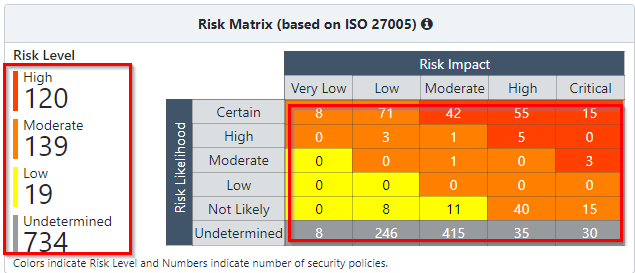 Risk Matrix (based on ISO 27005)
Risk Level
High
120
Moderate
139
Low
19
Undetermined
734
Risk Impact
Very Low Low Moderate High Critical
Risk Likelihood
Certain 8 71 42 55 15
High 0 3 1 5 0
Moderate 0 0 1 0 3
Low 0 0 0 0 0
Not Likely 0 8 11 40 15
Undetermined 8 246 415 35 30
Colors indicate Risk Level and Numbers indicate number of security policies.